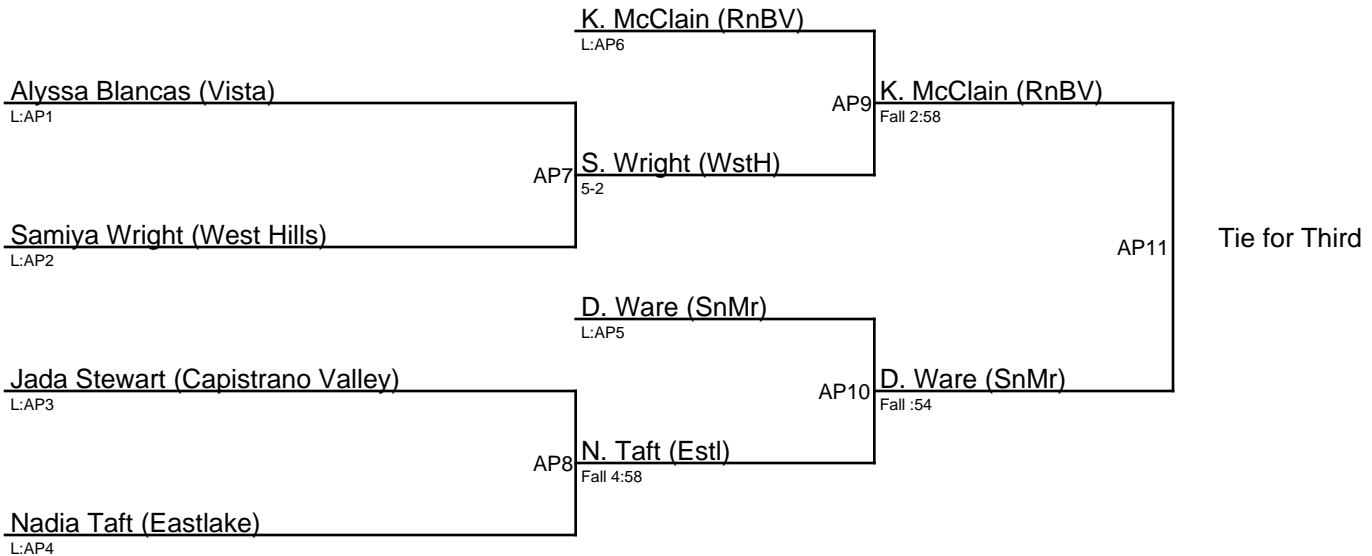 K. McClain (RnBV)
L:AP6
Alyssa Blancas (Vista)
L:AP1
AP9 K. McClain (RnBV)
Fall 2:58
AP7 S. Wright (WstH)
5-2
Samiya Wright (West Hills)
L:AP2
AP11 Tie for Third
D. Ware (SnMr)
L:AP5
Jada Stewart (Capistrano Valley)
L:AP3
AP10 D. Ware (SnMr)
Fall :54
AP8 N. Taft (Estl)
Fall 4:58
Nadia Taft (Eastlake)
L:AP4